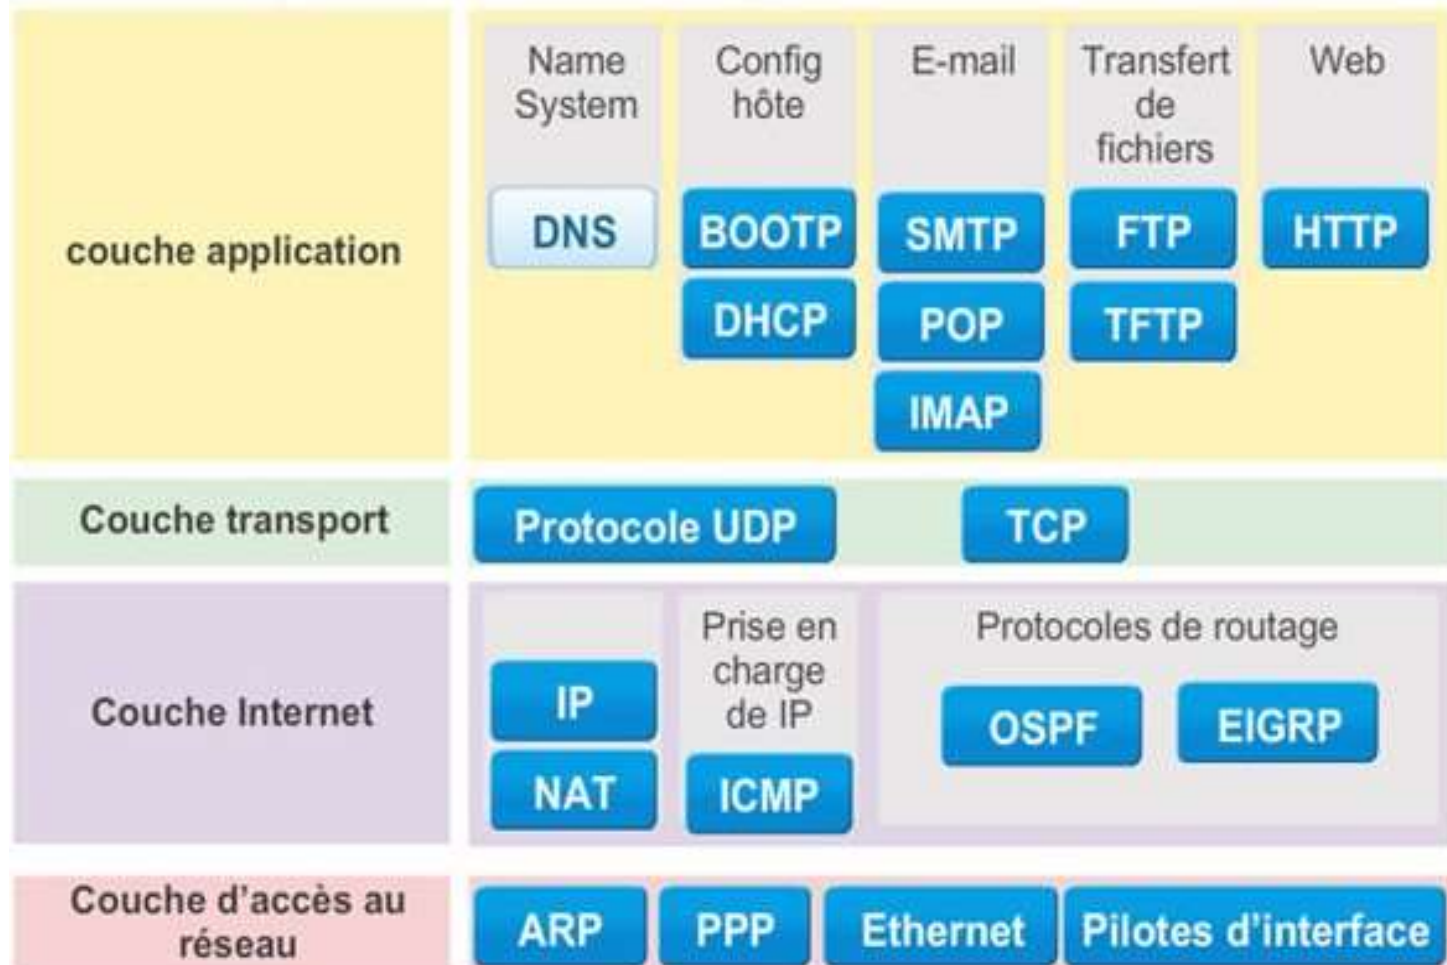 couche application
Name
System
DNS
Config
hôte
BOOTP
DHCP
E-mail
SMTP
POP
IMAP
Transfert
de
fichiers
FTP
TFTP
Web
HTTP
Couche transport
Protocole UDP
TCP
Couche Internet
IP
NAT
Prise en
charge
de IP
ICMP
Protocoles de routage
OSPF
EIGRP
Couche d'accès au
réseau
ARP
PPP
Ethernet
Pilotes d'interface